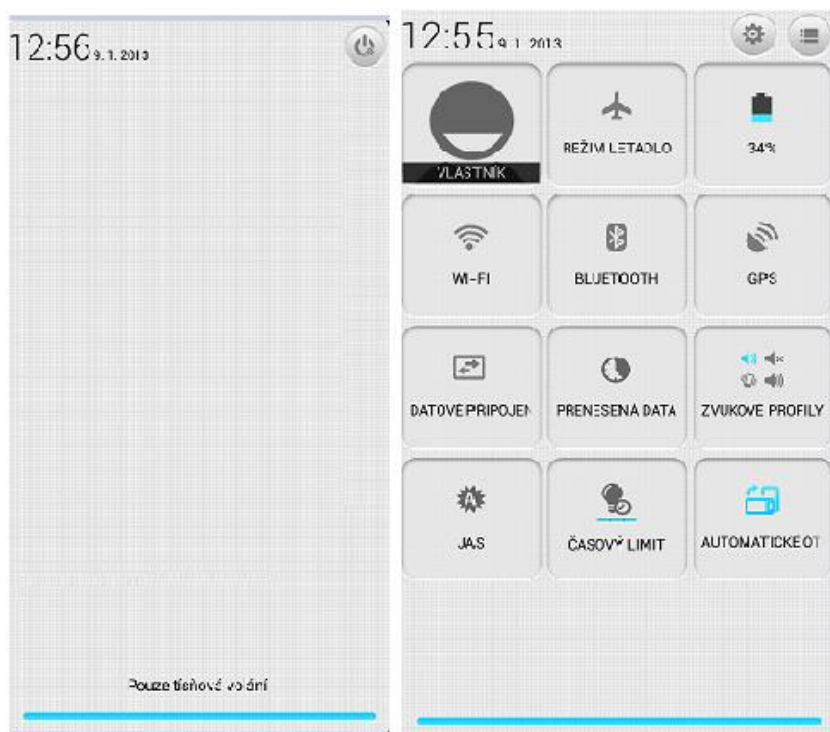 12:56 9. 1. 2013
Pouze tísňová volání
12:55 9. 1. 2013
VLASTNÍK
REŽIM LETADLO
34%
WI-FI
BLUETOOTH
GPS
DATOVÉ PŘIPOJEN
PŘENESENÁ DATA
ZVUKOVÉ PROFILY
JAS
ČASOVÝ LIMIT
AUTOMATICKÉ OT